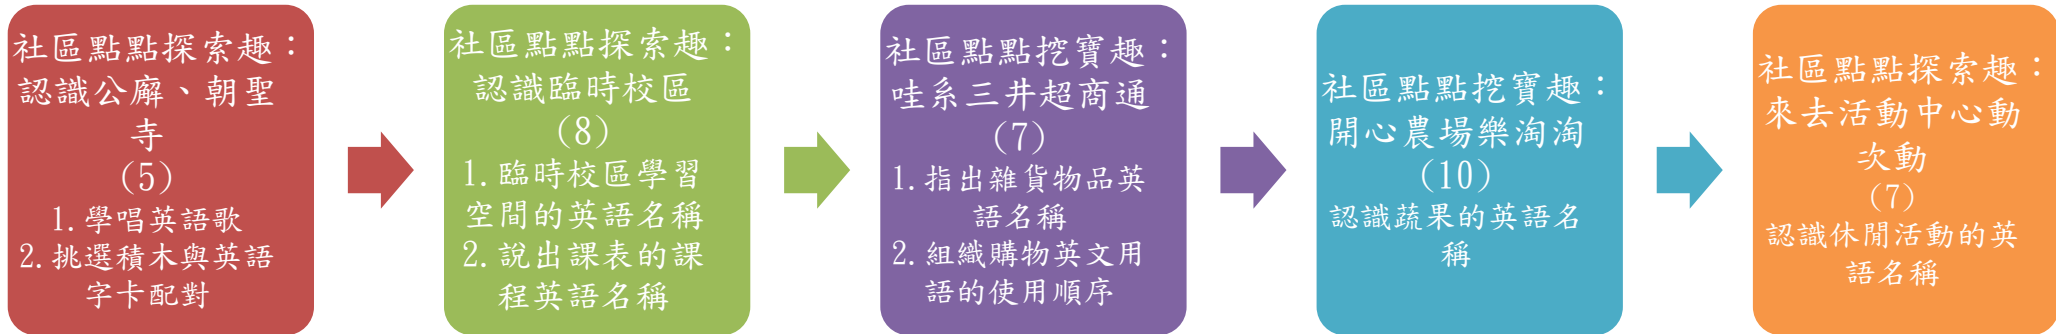 社區點點探索趣：
認識公廨、朝聖
寺
(5)
1.學唱英語歌
2.挑選積木與英語
字卡配對
社區點點探索趣：
認識臨時校區
(8)
1.臨時校區學習
空間的英語名稱
2.說出課表的課
程英語名稱
社區點點挖寶趣：
哇系三井超商通
(7)
1.指出雜貨物品英
語名稱
2.組織購物英文用
語的使用順序
社區點點挖寶趣：
開心農場樂淘淘
(10)
認識蔬果的英語名
稱
社區點點探索趣：
來去活動中心動
次動
(7)
認識休閒活動的英
語名稱